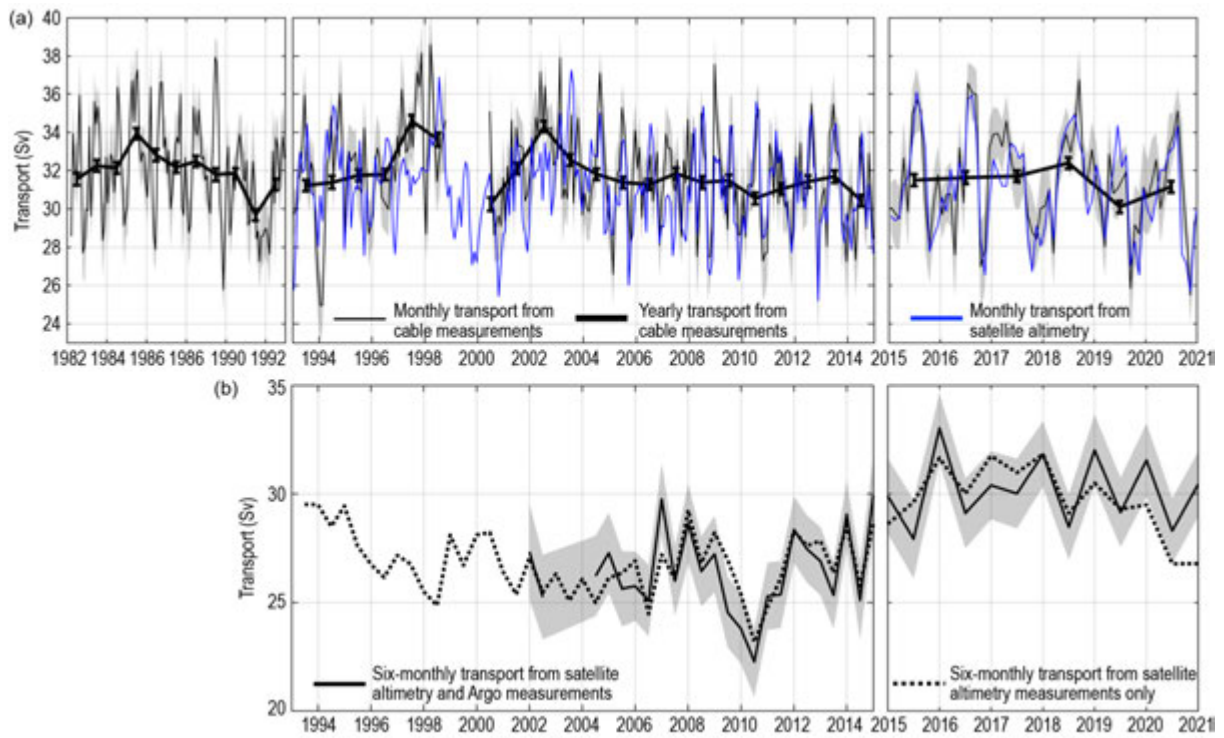 (a)
40
38
36
34
32
30
28
26
24
Transport (Sv)
Monthly transport from
cable measurements
Yearly transport from
cable measurements
Monthly transport from
satellite altimetry
1982 1984 1986 1986 1990 1992
1994 1996 1998 2000 2002 2004 2006 2008 2010 2012 2014
2015 2016 2017 2018 2019 2020 2021
(b)
35
30
25
20
Transport (Sv)
Six-monthly transport from satellite
altimetry and Argo measurements
Six-monthly transport from satellite
altimetry measurements only
1994 1996 1998 2000 2002 2004 2006 2008 2010 2012 2014
2015 2016 2017 2018 2019 2020 2021